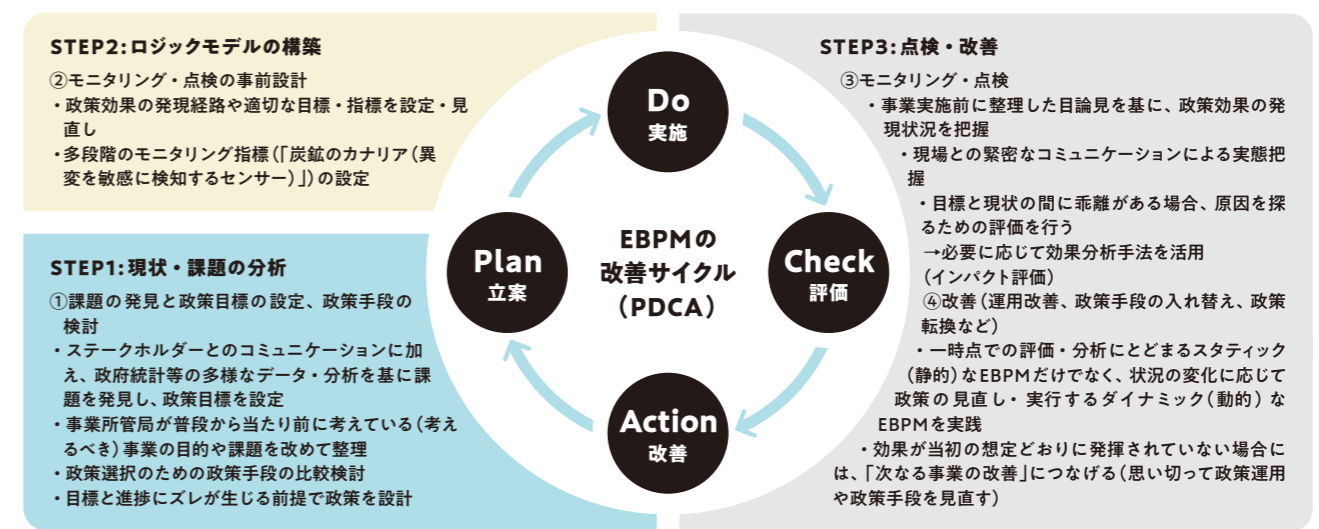 STEP2:ロジックモデルの構築
②モニタリング・点検の事前設計
・政策効果の発現経路や適切な目標・指標を設定・見
直し
・多段階のモニタリング指標(「炭鉱のカナリア(異
変を敏感に検知するセンサー)」)の設定
STEP1:現状・課題の分析
①課題の発見と政策目標の設定、政策手段の
検討
・ステークホルダーとのコミュニケーションに加
え、政府統計等の多様なデータ・分析を基に課
題を発見し、政策目標を設定
・事業所管局が普段から当たり前に考えている(考え
るべき)事業の目的や課題を改めて整理
・政策選択のための政策手段の比較検討
・目標と進捗にズレが生じる前提で政策を設計
Do
実施
Plan
立案
EBPMの
改善サイクル
(PDCA)
Check
評価
Action
改善
STEP3:点検・改善
③モニタリング・点検
・事業実施前に整理した目論見を基に、政策効果の発
現状況を把握
・現場との緊密なコミュニケーションによる実態把
握
・目標と現状の間に乖離がある場合、原因を探
るための評価を行う
→必要に応じて効果分析手法を活用
(インパクト評価)
④改善(運用改善、政策手段の入れ替え、政策
転換など)
・一時点での評価・分析にとどまるスタティック
(静的)なEBPMだけでなく、状況の変化に応じて
政策の見直し・実行するダイナミック(動的)な
EBPMを実践
・効果が当初の想定どおりに発揮されていない場合に
は、「次なる事業の改善」につなげる(思い切って政策運用
や政策手段を見直す)